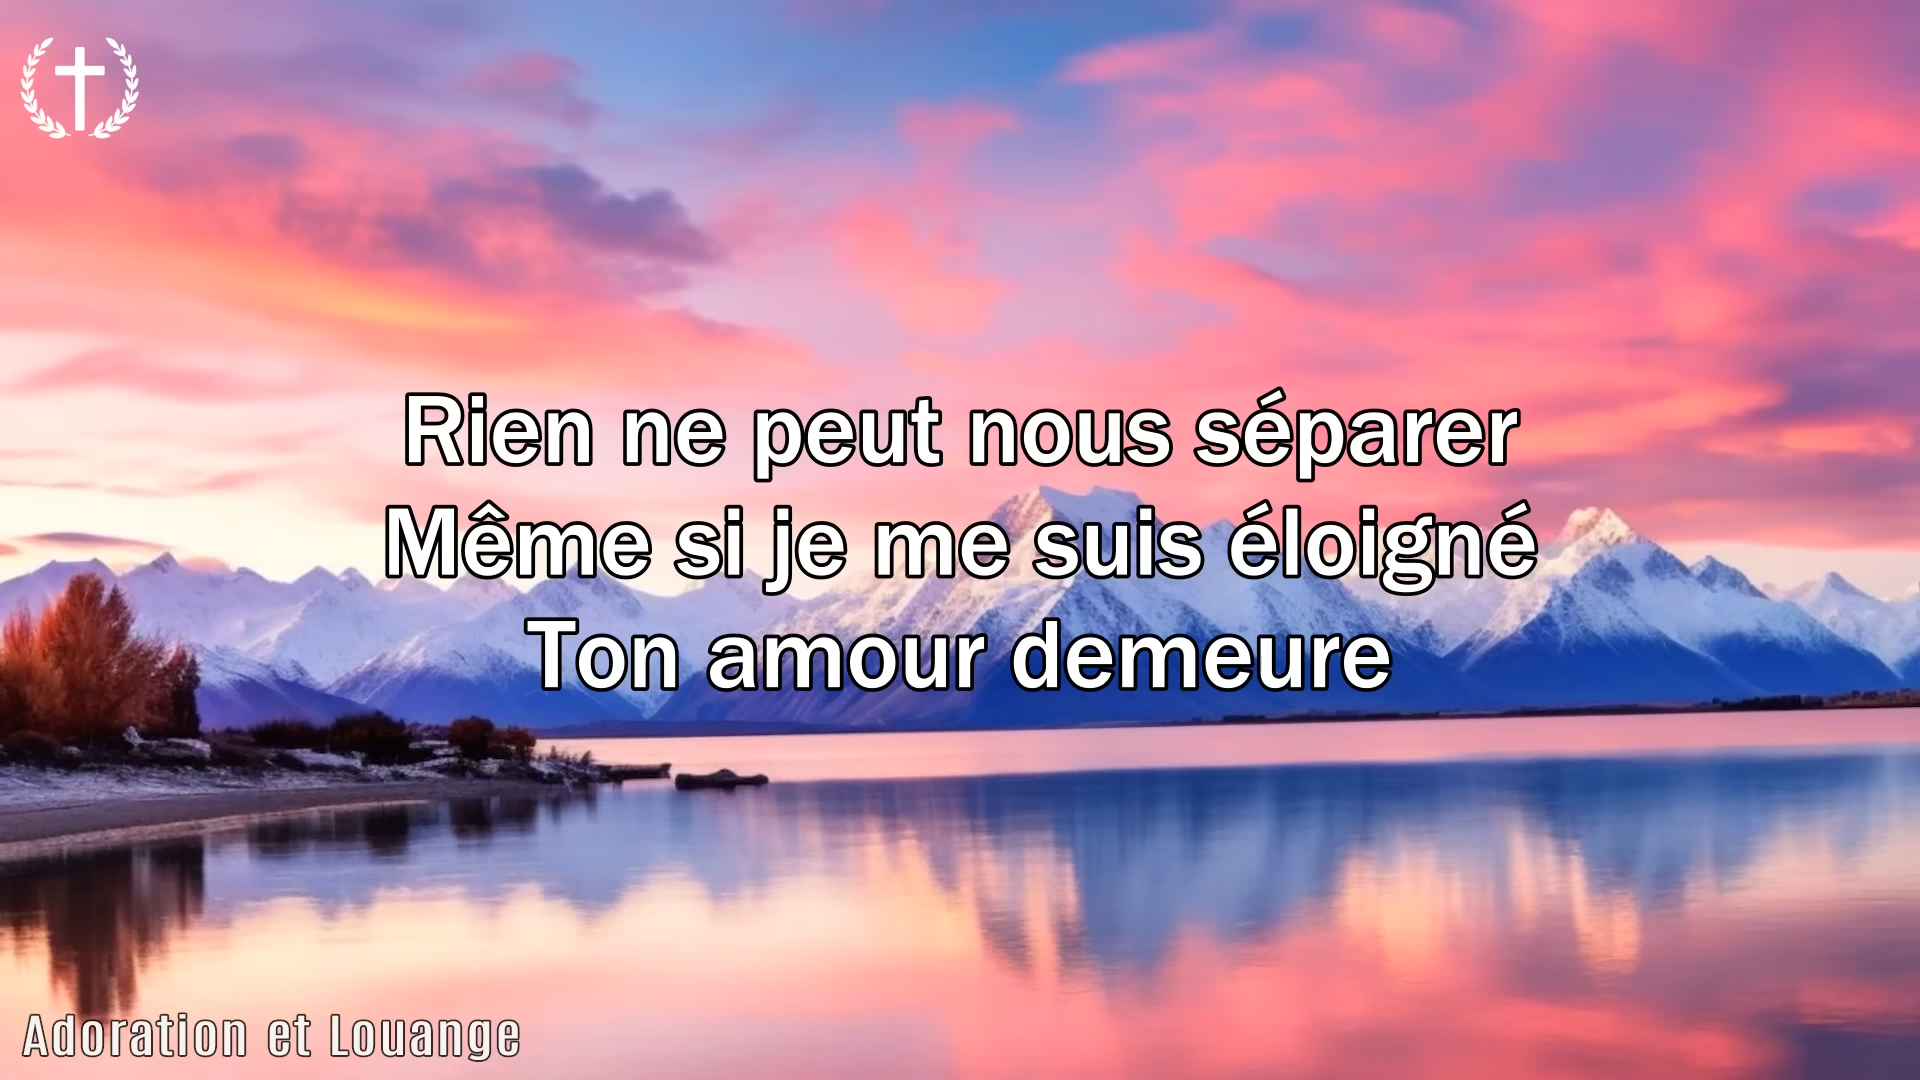 Rien ne peut nous séparer
Même si je me suis éloigné
Ton amour demeure
Adoration et Louange